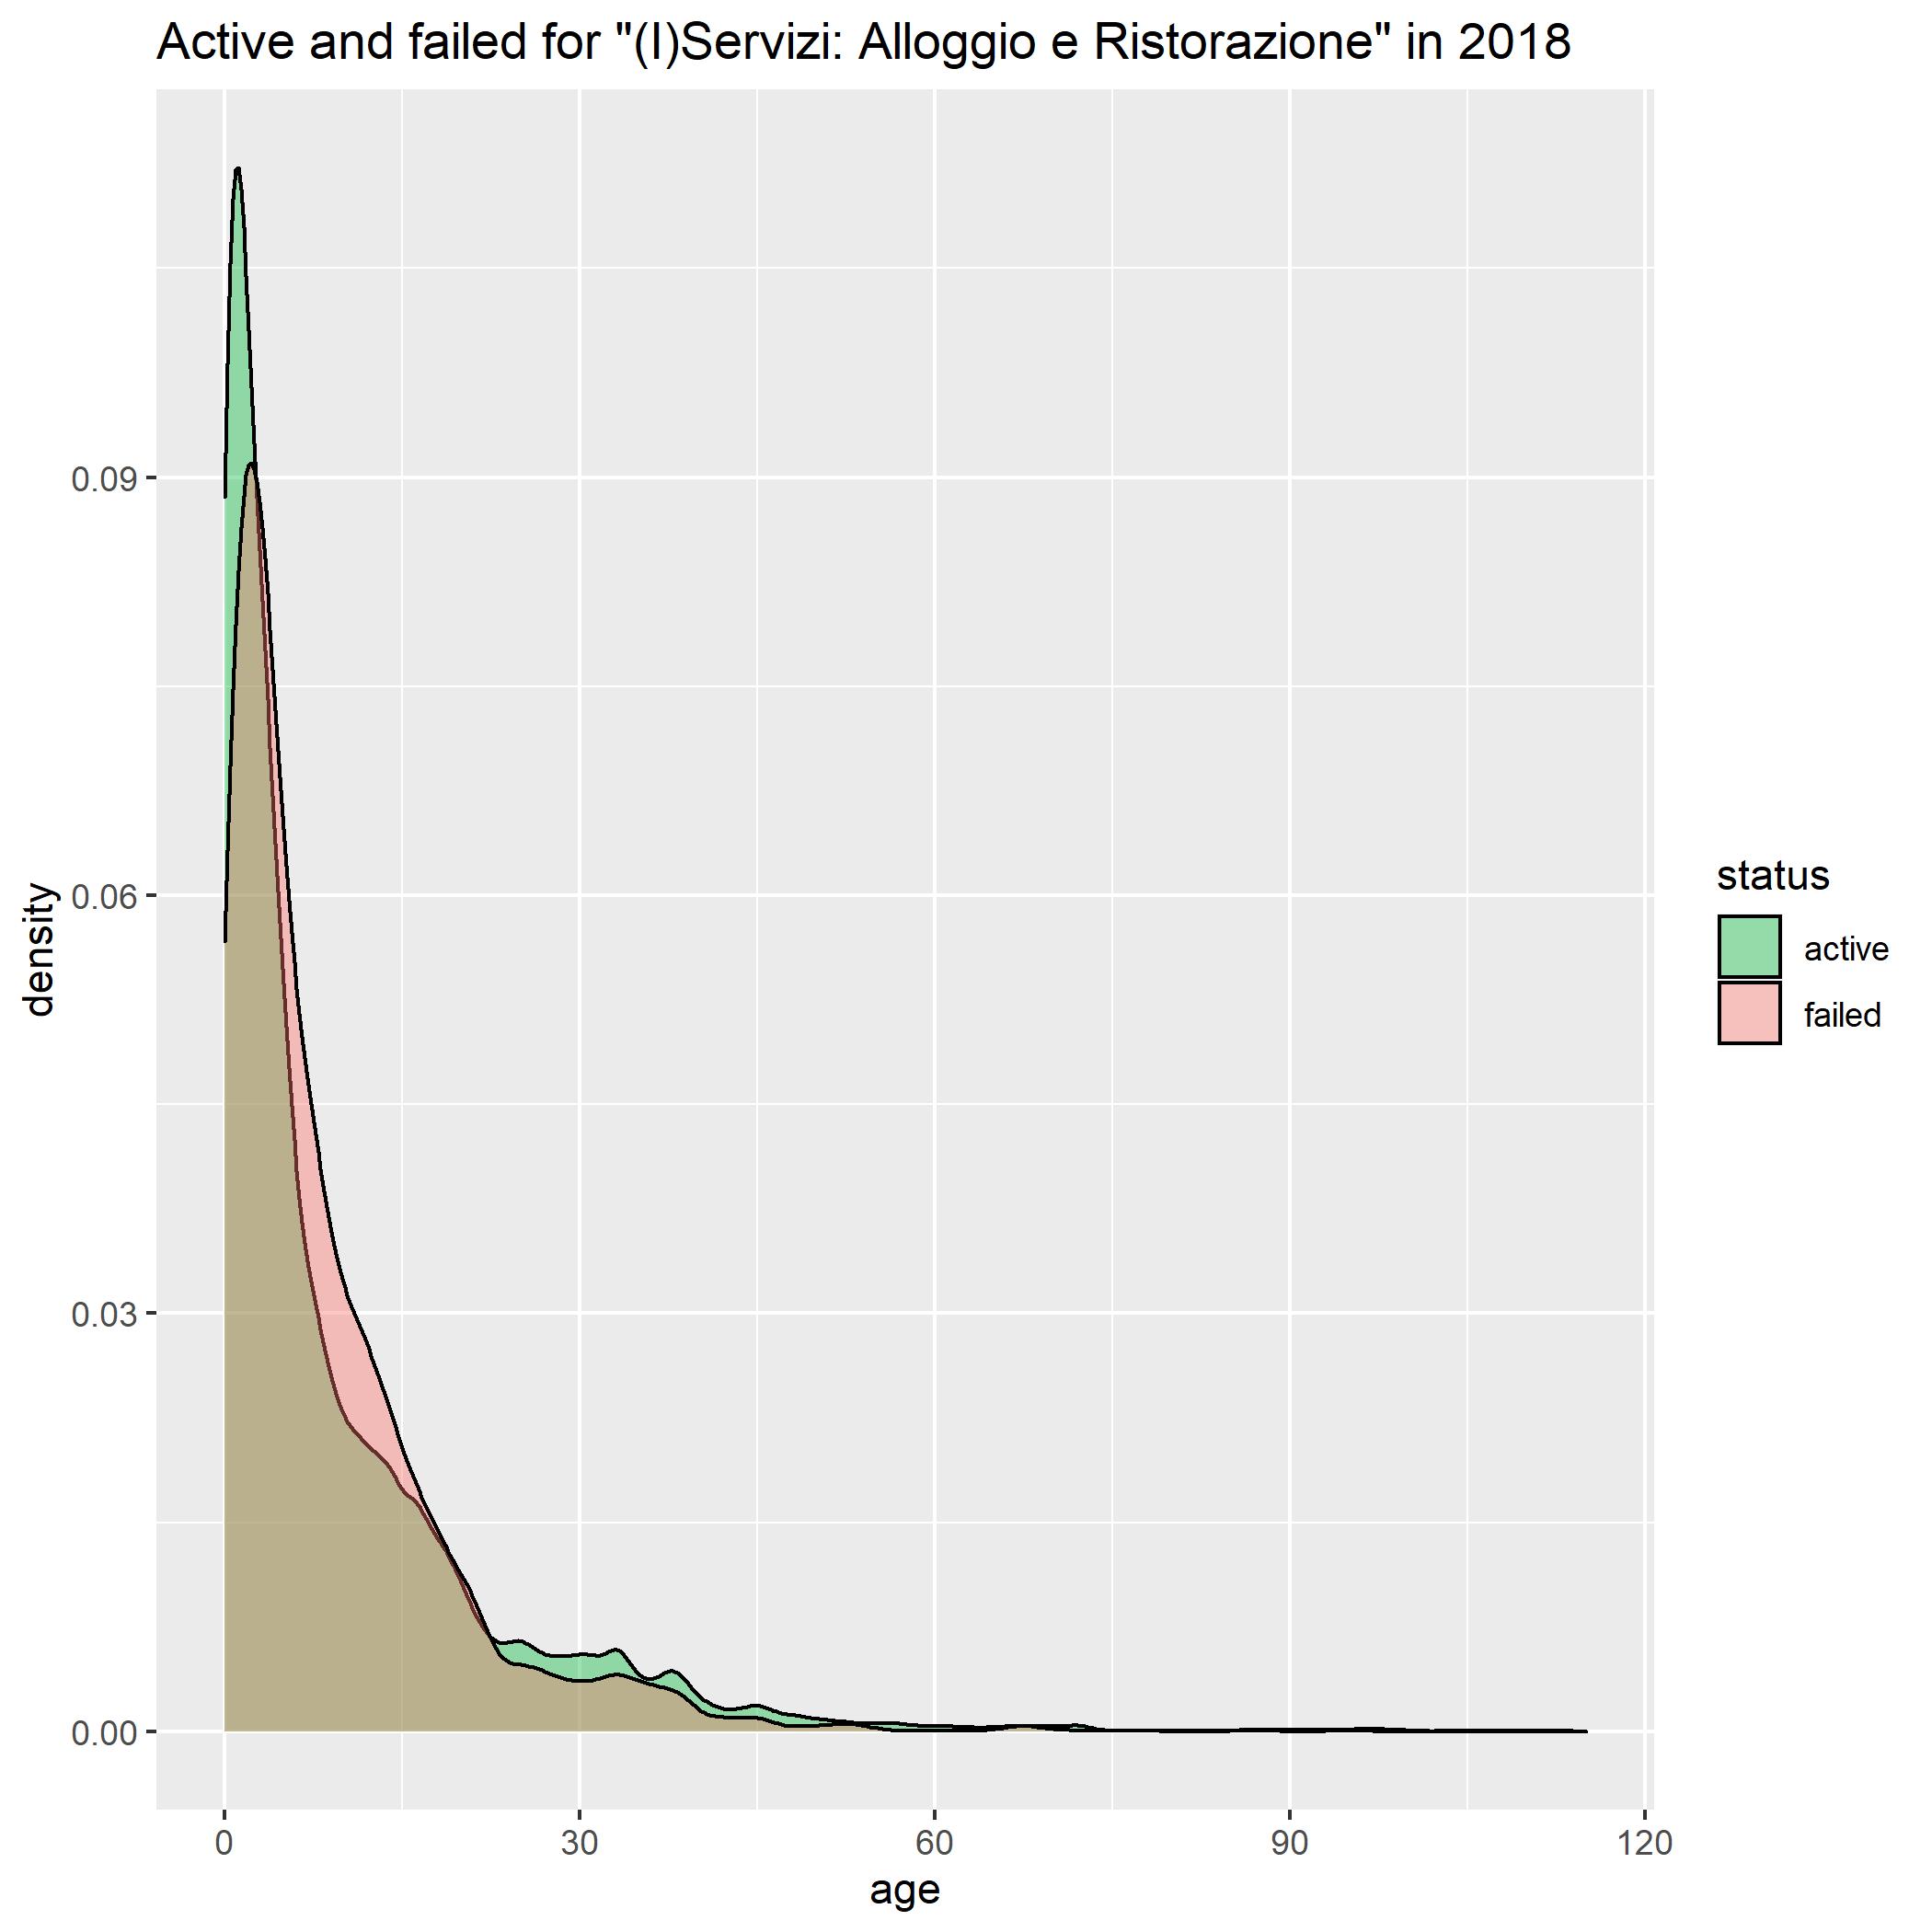 Active and failed for "(I)Servizi: Alloggio e Ristorazione" in 2018
density
0.09
0.06
0.03
0.00
0
30
60
90
120
age
status
active
failed